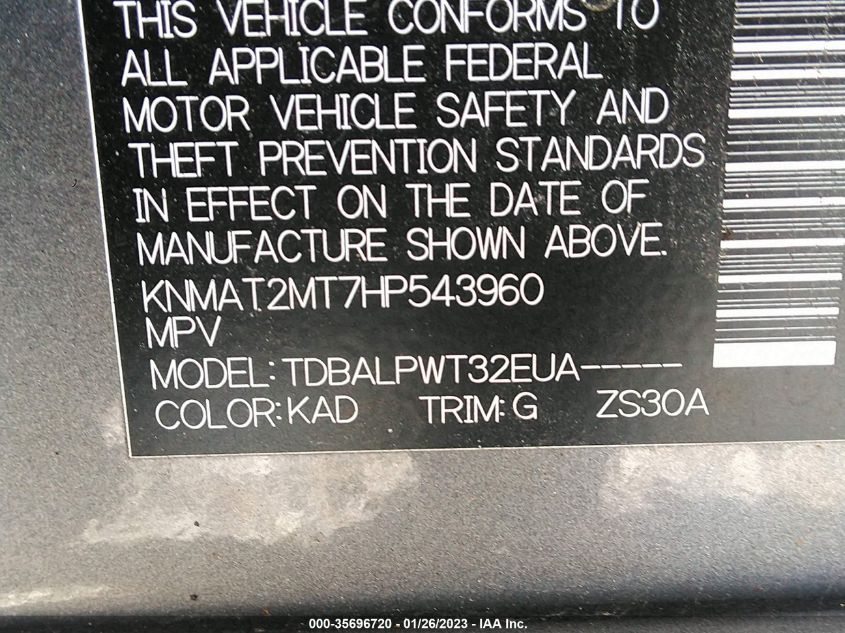 THIS VEHICLE CONFORMS TO
ALL APPLICABLE FEDERAL
MOTOR VEHICLE SAFETY AND
THEFT PREVENTION STANDARDS
IN EFFECT ON THE DATE OF
MANUFACTURE SHOWN ABOVE.
KNMAT2MT7HP543960
MPV
MODEL:TDBALPWT32EUA-----
COLOR:KAD TRIM:G ZS30A
000-35696720 - 01/26/2023 - IAA Inc.